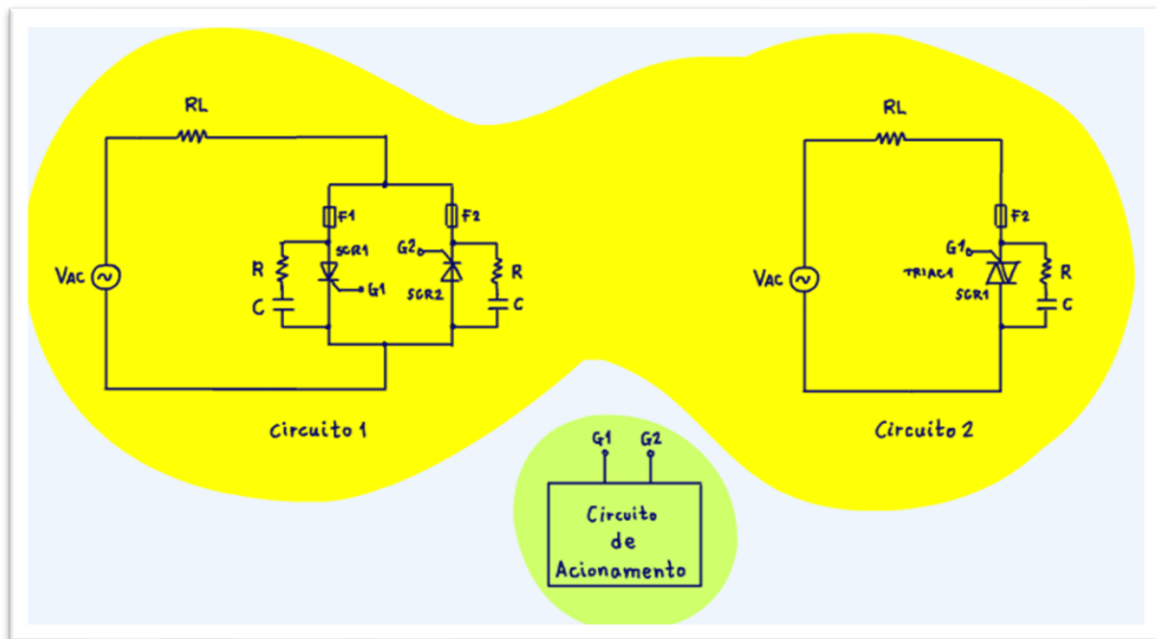 RL
F1
F2
SCR1
G2
R
C
G1
SCR2
R
C
VAC
Circuito 1
RL
F2
G1
TRIAC1
SCR1
R
C
VAC
Circuito 2
G1 G2
Circuito
de
Acionamento